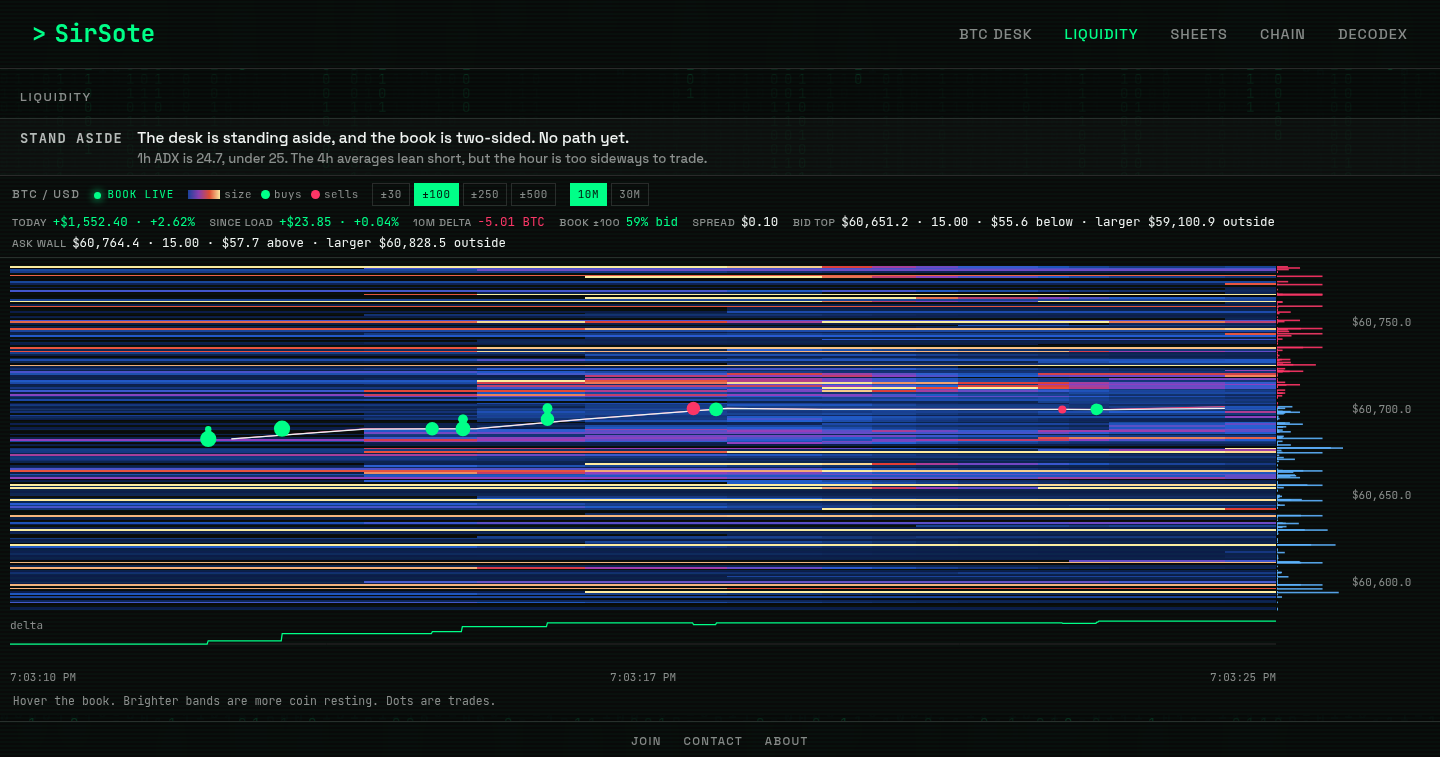 > SirSote
BTC DESK LIQUIDITY SHEETS CHAIN DECODEX
LIQUIDITY
STAND ASIDE The desk is standing aside, and the book is two-sided. No path yet.
1h ADX is 24.7, under 25. The 4h averages lean short, but the hour is too sideways to trade.
BTC / USD BOOK LIVE size buys sells ±30 ±100 ±250 ±500 10M 30M
TODAY +$1,552.40 · +2.62% SINCE LOAD +$23.85 · +0.04% 10M DELTA -5.01 BTC BOOK ±100 59% bid SPREAD $0.10 BID TOP $60,651.2 · 15.00 · $55.6 below · larger $59,100.9 outside
ASK WALL $60,764.4 · 15.00 · $57.7 above · larger $60,828.5 outside
$60,750.0
$60,700.0
$60,650.0
$60,600.0
delta
7:03:10 PM 7:03:17 PM 7:03:25 PM
Hover the book. Brighter bands are more coin resting. Dots are trades.
JOIN CONTACT ABOUT